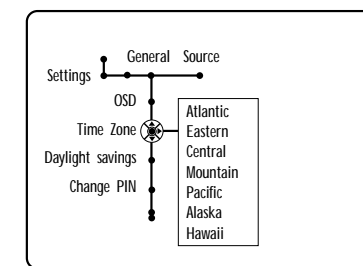 General Source
Settings
OSD
Time Zone
Daylight savings
Change PIN
Atlantic
Eastern
Central
Mountain
Pacific
Alaska
Hawaii